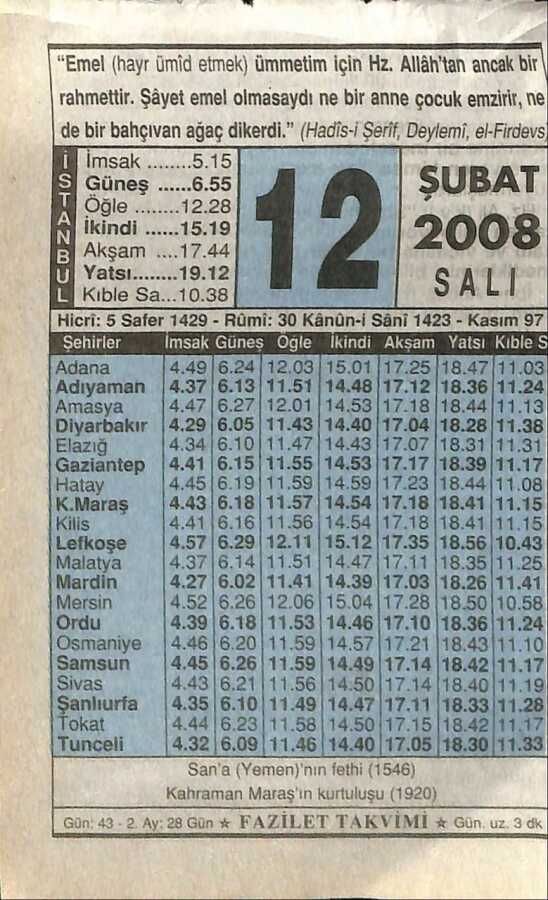 “Emel (hayr ümîd etmek) ümmetim için Hz. Allâh'tan ancak bir
rahmettir. Şâyet emel olmasaydı ne bir anne çocuk emzirir, ne
de bir bahçıvan ağaç dikerdi.” (Hadîs-i Şerîf, Deylemî, el-Firdevs)
İSTANBUL
İmsak ........5.15
Güneş ......6.55
Öğle ........12.28
İkindi ......15.19
Akşam ....17.44
Yatsı........19.12
Kıble Sa...10.38
12
ŞUBAT
2008
SALI
Hicrî: 5 Safer 1429 - Rûmî: 30 Kânûn-i Sânî 1423 - Kasım 97
Şehirler İmsak Güneş Öğle İkindi Akşam Yatsı Kıble S
Adana 4.49 6.24 12.03 15.01 17.25 18.47 11.03
Adıyaman 4.37 6.13 11.51 14.48 17.12 18.36 11.24
Amasya 4.47 6.27 12.01 14.53 17.18 18.44 11.13
Diyarbakır 4.29 6.05 11.43 14.40 17.04 18.28 11.38
Elazığ 4.34 6.10 11.47 14.43 17.07 18.31 11.31
Gaziantep 4.41 6.15 11.55 14.53 17.17 18.39 11.17
Hatay 4.45 6.19 11.59 14.59 17.23 18.44 11.08
K.Maraş 4.43 6.18 11.57 14.54 17.18 18.41 11.15
Kilis 4.41 6.16 11.56 14.54 17.18 18.41 11.15
Lefkoşe 4.57 6.29 12.11 15.12 17.35 18.56 10.43
Malatya 4.37 6.14 11.51 14.47 17.11 18.35 11.25
Mardin 4.27 6.02 11.41 14.39 17.03 18.26 11.41
Mersin 4.52 6.26 12.06 15.04 17.28 18.50 10.58
Ordu 4.39 6.18 11.53 14.46 17.10 18.36 11.24
Osmaniye 4.46 6.20 11.59 14.57 17.21 18.43 11.10
Samsun 4.45 6.26 11.59 14.49 17.14 18.42 11.17
Sivas 4.43 6.21 11.56 14.50 17.14 18.40 11.19
Şanlıurfa 4.35 6.10 11.49 14.47 17.11 18.33 11.28
Tokat 4.44 6.23 11.58 14.50 17.15 18.42 11.17
Tunceli 4.32 6.09 11.46 14.40 17.05 18.30 11.33
San'a (Yemen)'nın fethi (1546)
Kahraman Maraş'ın kurtuluşu (1920)
Gün: 43 - 2. Ay: 28 Gün ★ FAZİLET TAKVİMİ ★ Gün. uz. 3 dk